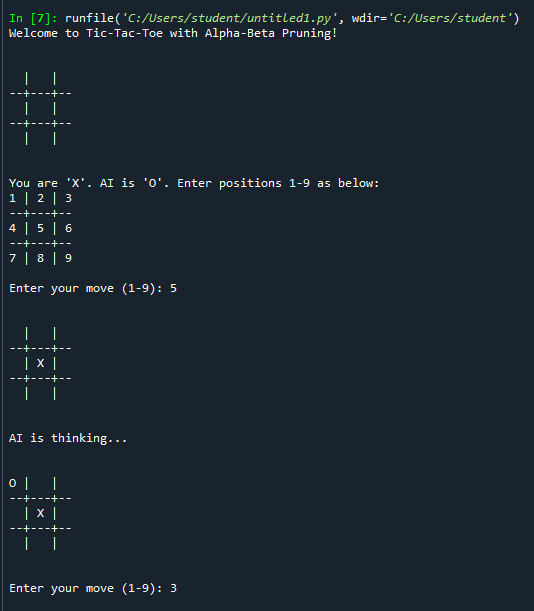 In [7]: runfile('C:/Users/student/untitled1.py', wdir='C:/Users/student')
Welcome to Tic-Tac-Toe with Alpha-Beta Pruning!
  |   |
--+---+--
  |   |
--+---+--
  |   |
You are 'X'. AI is 'O'. Enter positions 1-9 as below:
1 | 2 | 3
--+---+--
4 | 5 | 6
--+---+--
7 | 8 | 9
Enter your move (1-9): 5
  |   |
--+---+--
  | X |
--+---+--
  |   |
AI is thinking...
O |   |
--+---+--
  | X |
--+---+--
  |   |
Enter your move (1-9): 3